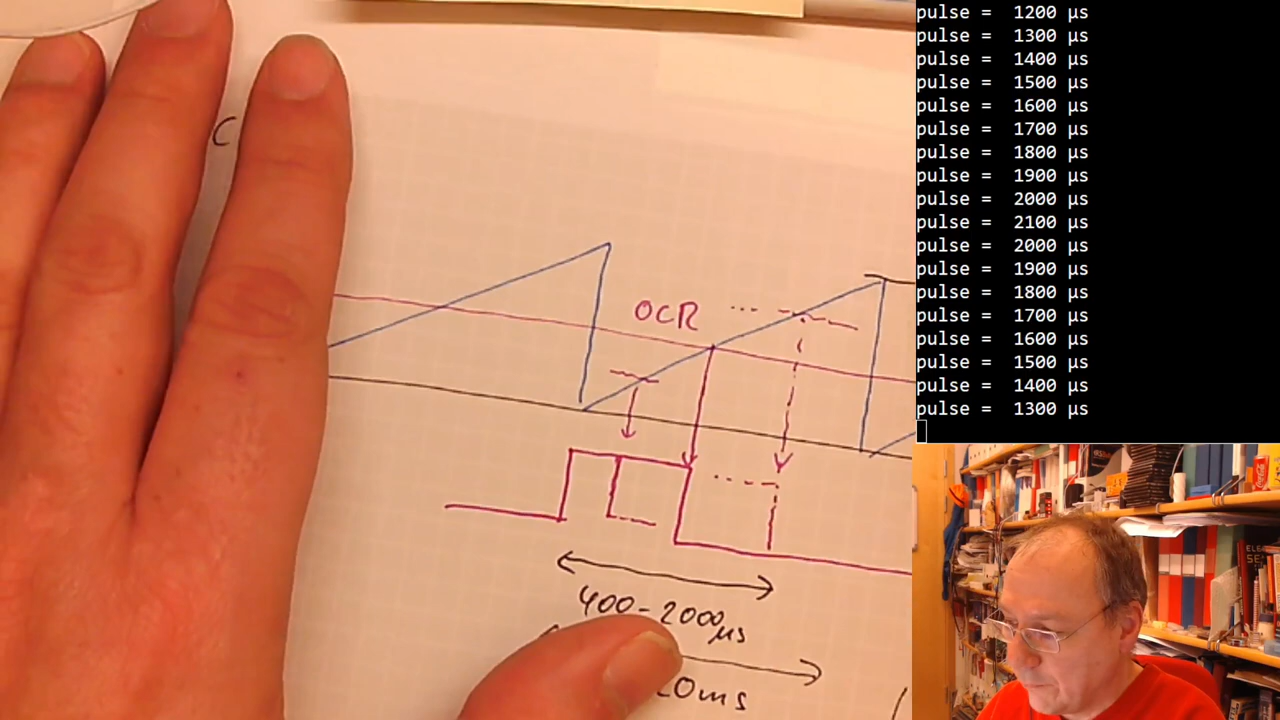 C
OCR
400-2000µs
20ms
pulse = 1200 µs
pulse = 1300 µs
pulse = 1400 µs
pulse = 1500 µs
pulse = 1600 µs
pulse = 1700 µs
pulse = 1800 µs
pulse = 1900 µs
pulse = 2000 µs
pulse = 2100 µs
pulse = 2000 µs
pulse = 1900 µs
pulse = 1800 µs
pulse = 1700 µs
pulse = 1600 µs
pulse = 1500 µs
pulse = 1400 µs
pulse = 1300 µs